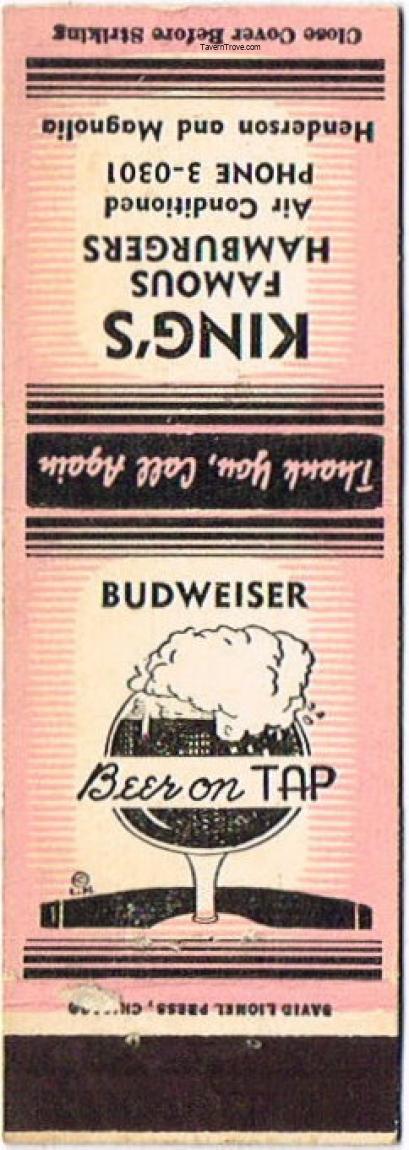 Close Cover Before Striking
TavernTrove.com
Henderson and Magnolia
PHONE 3-0301
Air Conditioned
HAMBURGERS
FAMOUS
KING'S
Thank You, Call Again
BUDWEISER
Beer on TAP
© L.M.
DAVID LIONEL PRESS,